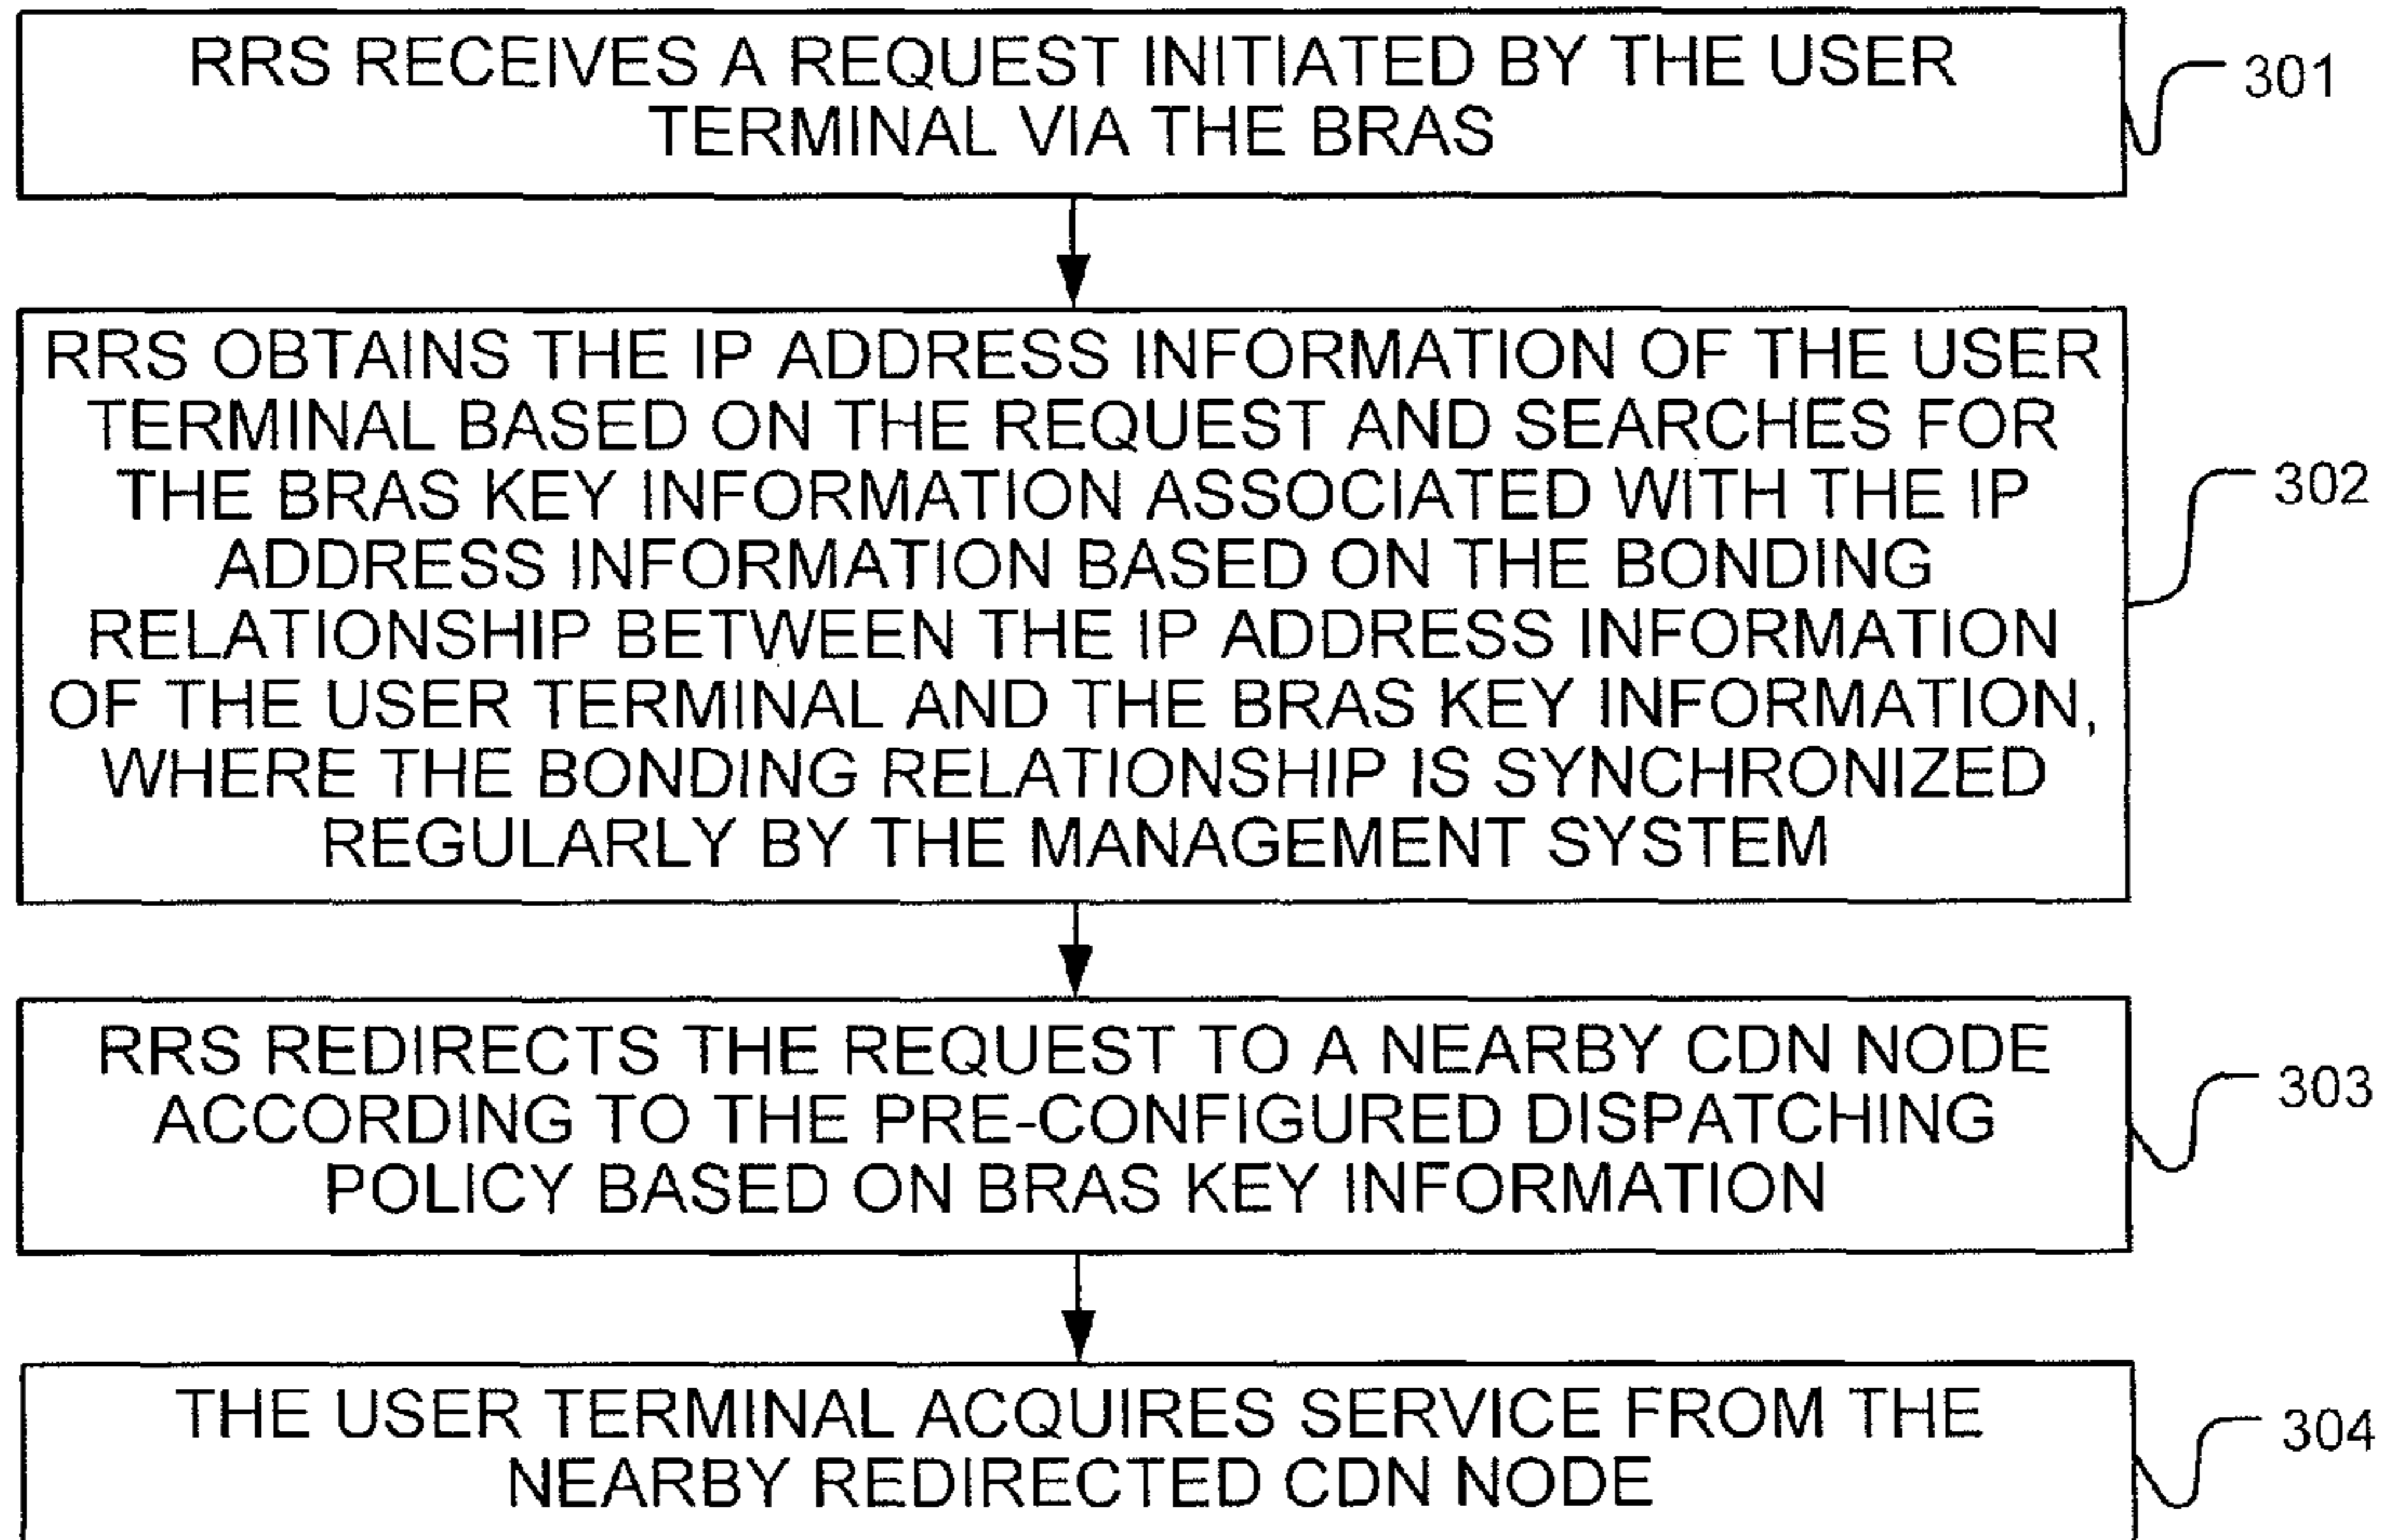 RRS RECEIVES A REQUEST INITIATED BY THE USER
TERMINAL VIA THE BRAS
301
RRS OBTAINS THE IP ADDRESS INFORMATION OF THE USER
TERMINAL BASED ON THE REQUEST AND SEARCHES FOR
THE BRAS KEY INFORMATION ASSOCIATED WITH THE IP
ADDRESS INFORMATION BASED ON THE BONDING
RELATIONSHIP BETWEEN THE IP ADDRESS INFORMATION
OF THE USER TERMINAL AND THE BRAS KEY INFORMATION,
WHERE THE BONDING RELATIONSHIP IS SYNCHRONIZED
REGULARLY BY THE MANAGEMENT SYSTEM
302
RRS REDIRECTS THE REQUEST TO A NEARBY CDN NODE
ACCORDING TO THE PRE-CONFIGURED DISPATCHING
POLICY BASED ON BRAS KEY INFORMATION
303
THE USER TERMINAL ACQUIRES SERVICE FROM THE
NEARBY REDIRECTED CDN NODE
304